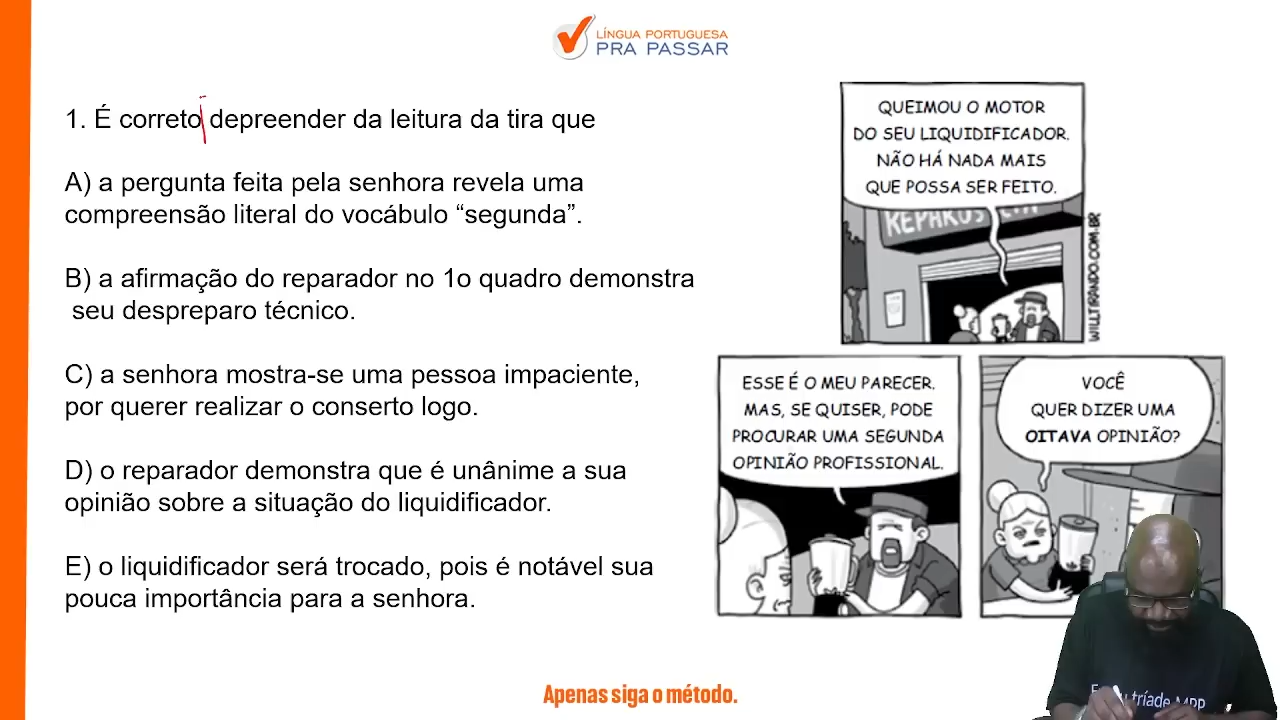 LÍNGUA PORTUGUESA
PRA PASSAR
1. É correto depreender da leitura da tira que
A) a pergunta feita pela senhora revela uma
compreensão literal do vocábulo “segunda”.
B) a afirmação do reparador no 1o quadro demonstra
seu despreparo técnico.
C) a senhora mostra-se uma pessoa impaciente,
por querer realizar o conserto logo.
D) o reparador demonstra que é unânime a sua
opinião sobre a situação do liquidificador.
E) o liquidificador será trocado, pois é notável sua
pouca importância para a senhora.
QUEIMOU O MOTOR
DO SEU LIQUIDIFICADOR.
NÃO HÁ NADA MAIS
QUE POSSA SER FEITO.
WILLTIRANDO.COM.BR
ESSE É O MEU PARECER.
MAS, SE QUISER, PODE
PROCURAR UMA SEGUNDA
OPINIÃO PROFISSIONAL.
VOCÊ
QUER DIZER UMA
OITAVA OPINIÃO?
tríade MPP
Apenas siga o método.